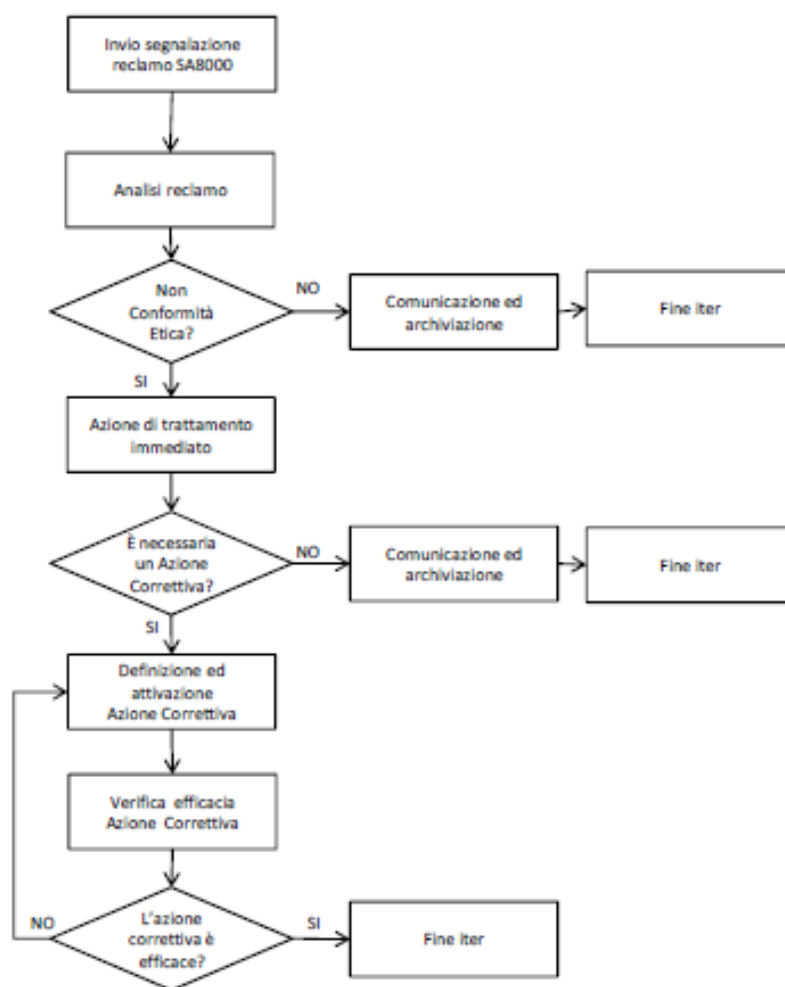 Invio segnalazione
reclamo SA8000
Analisi reclamo
Non
Conformità
Etica?
NO
Comunicazione ed
archiviazione
Fine Iter
SI
Azione di trattamento
immediato
È necessaria
un Azione
Correttiva?
NO
Comunicazione ed
archiviazione
Fine Iter
SI
Definizione ed
attivazione
Azione Correttiva
Verifica efficacia
Azione Correttiva
NO
L'azione
correttiva è
efficace?
SI
Fine Iter